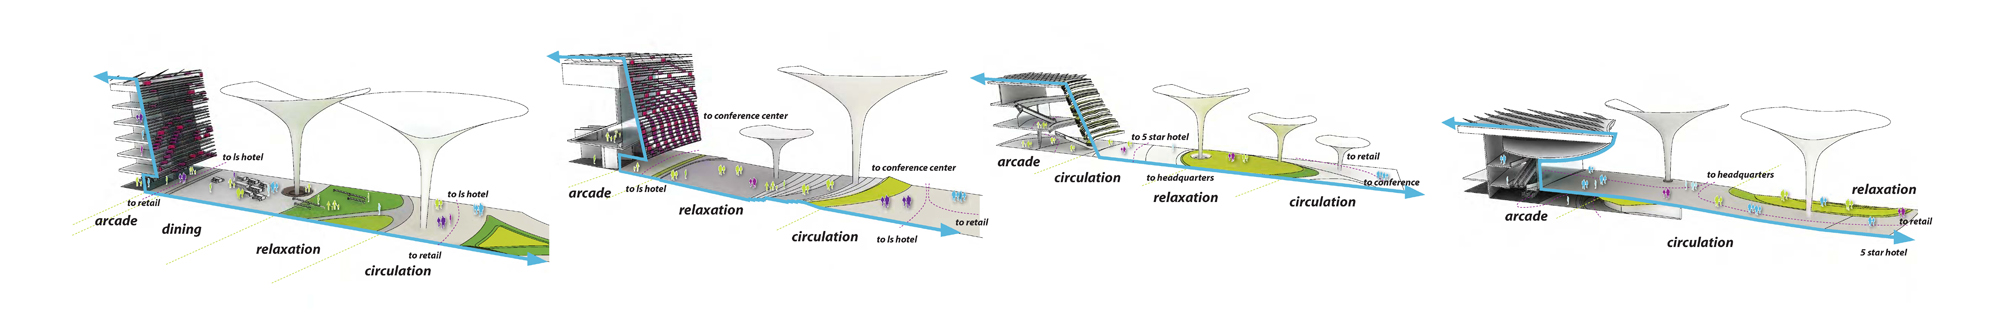 to ls hotel
to ls hotel
to retail
arcade
dining
relaxation
to retail
circulation
to conference center
to conference center
arcade
to ls hotel
relaxation
to retail
circulation
to ls hotel
to 5 star hotel
to retail
arcade
circulation
to headquarters
to conference
relaxation
circulation
to headquarters
relaxation
arcade
to retail
circulation
5 star hotel